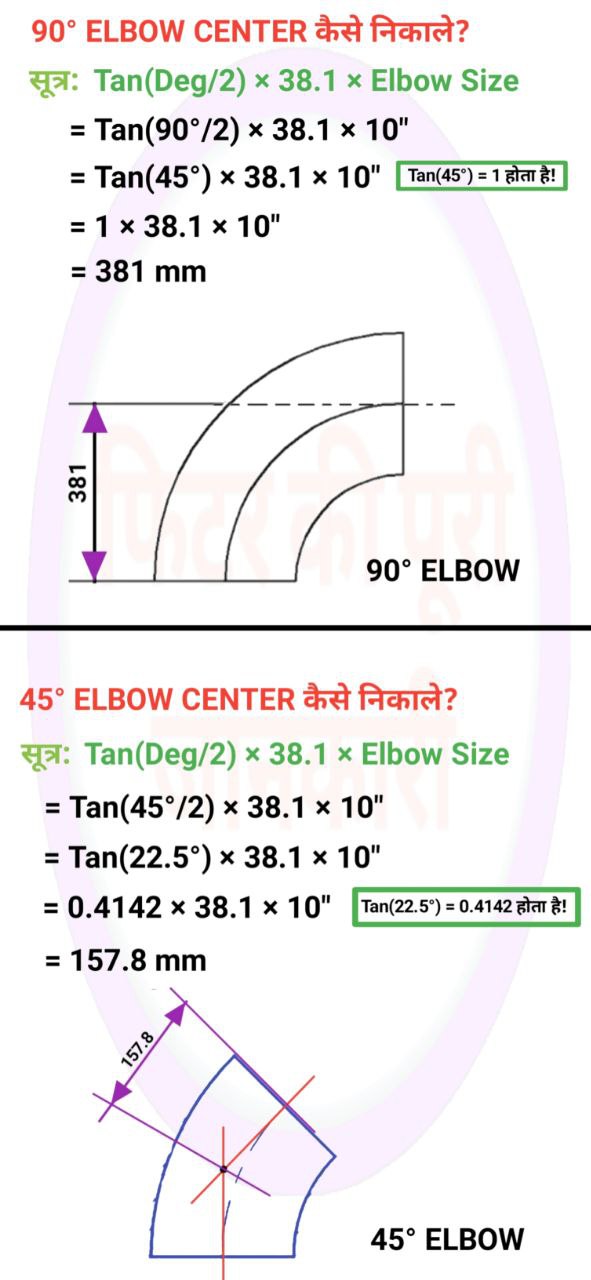 90° ELBOW CENTER कैसे निकाले?
सूत्र: Tan(Deg/2) × 38.1 × Elbow Size
= Tan(90°/2) × 38.1 × 10"
= Tan(45°) × 38.1 × 10" Tan(45°) = 1 होता है!
= 1 × 38.1 × 10"
= 381 mm
381
फिटर की पूरी
90° ELBOW
45° ELBOW CENTER कैसे निकाले?
जानकारी
सूत्र: Tan(Deg/2) × 38.1 × Elbow Size
= Tan(45°/2) × 38.1 × 10"
= Tan(22.5°) × 38.1 × 10"
= 0.4142 × 38.1 × 10" Tan(22.5°) = 0.4142 होता है!
= 157.8 mm
157.8
45° ELBOW